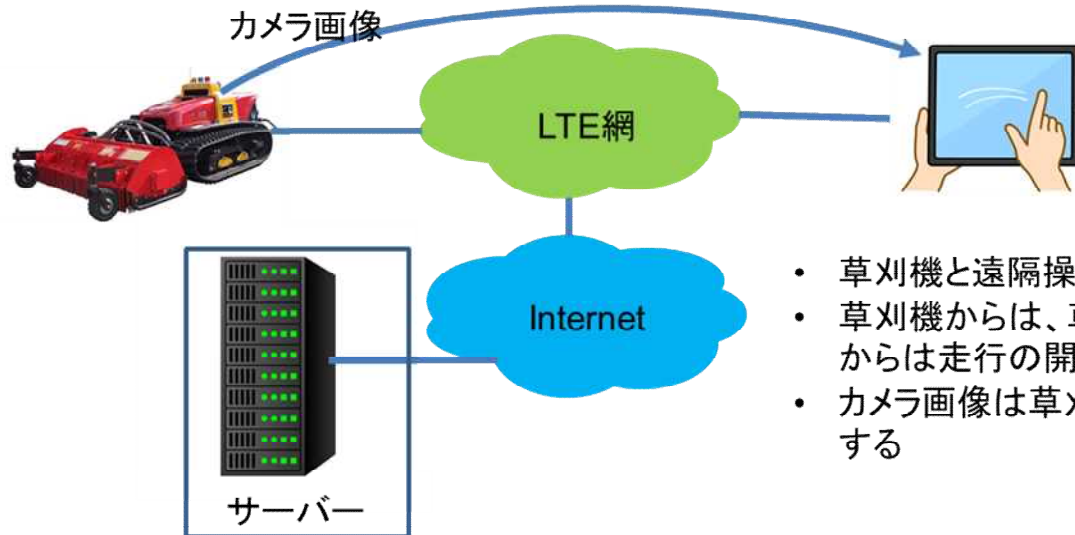 カメラ画像
LTE網
Internet
サーバー
• 草刈機と遠隔操
• 草刈機からは、
からは走行の開
• カメラ画像は草
する